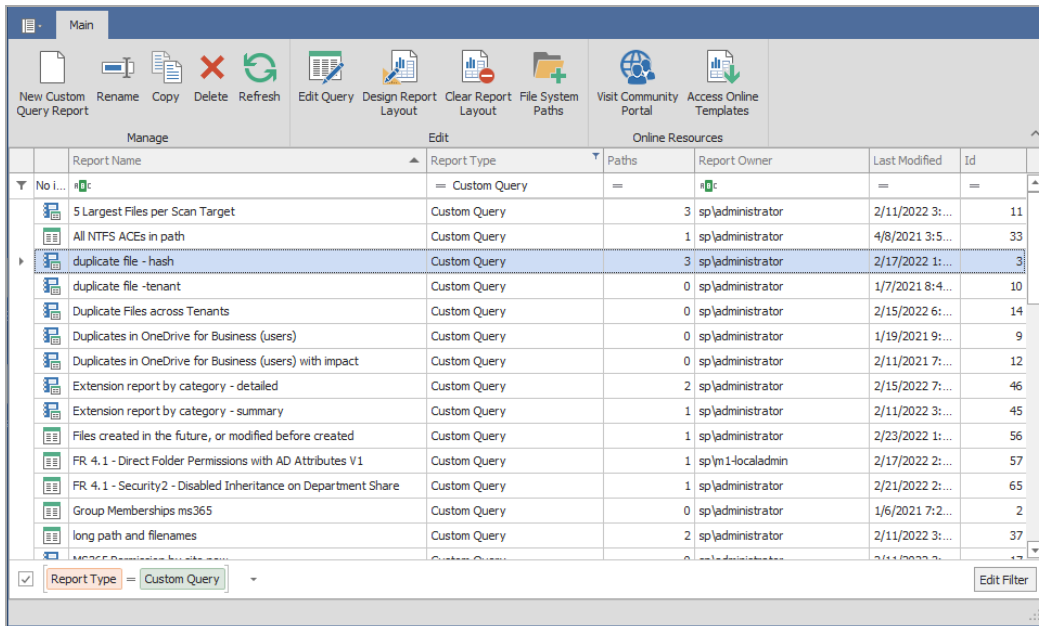 Main
New Custom Query Report
Rename
Copy
Delete
Refresh
Edit Query
Design Report Layout
Clear Report Layout
File System Paths
Visit Community Portal
Access Online Templates
Manage
Edit
Online Resources
Report Name Report Type Paths Report Owner Last Modified Id
No i... ABC = Custom Query = ABC = =
5 Largest Files per Scan Target Custom Query 3 sp\administrator 2/11/2022 3:... 11
All NTFS ACEs in path Custom Query 1 sp\administrator 4/8/2021 3:5... 33
duplicate file - hash Custom Query 3 sp\administrator 2/17/2022 1:... 3
duplicate file -tenant Custom Query 0 sp\administrator 1/7/2021 8:4... 10
Duplicate Files across Tenants Custom Query 0 sp\administrator 2/15/2022 6:... 14
Duplicates in OneDrive for Business (users) Custom Query 0 sp\administrator 1/19/2021 9:... 9
Duplicates in OneDrive for Business (users) with impact Custom Query 0 sp\administrator 2/11/2021 7:... 12
Extension report by category - detailed Custom Query 2 sp\administrator 2/15/2022 7:... 46
Extension report by category - summary Custom Query 1 sp\administrator 2/11/2022 3:... 45
Files created in the future, or modified before created Custom Query 1 sp\administrator 2/23/2022 1:... 56
FR 4.1 - Direct Folder Permissions with AD Attributes V1 Custom Query 1 sp\m1-localadmin 2/17/2022 2:... 57
FR 4.1 - Security2 - Disabled Inheritance on Department Share Custom Query 1 sp\administrator 2/21/2022 2:... 65
Group Memberships ms365 Custom Query 0 sp\administrator 1/6/2021 7:2... 2
long path and filenames Custom Query 2 sp\administrator 2/11/2022 3:... 37
Report Type = Custom Query
Edit Filter